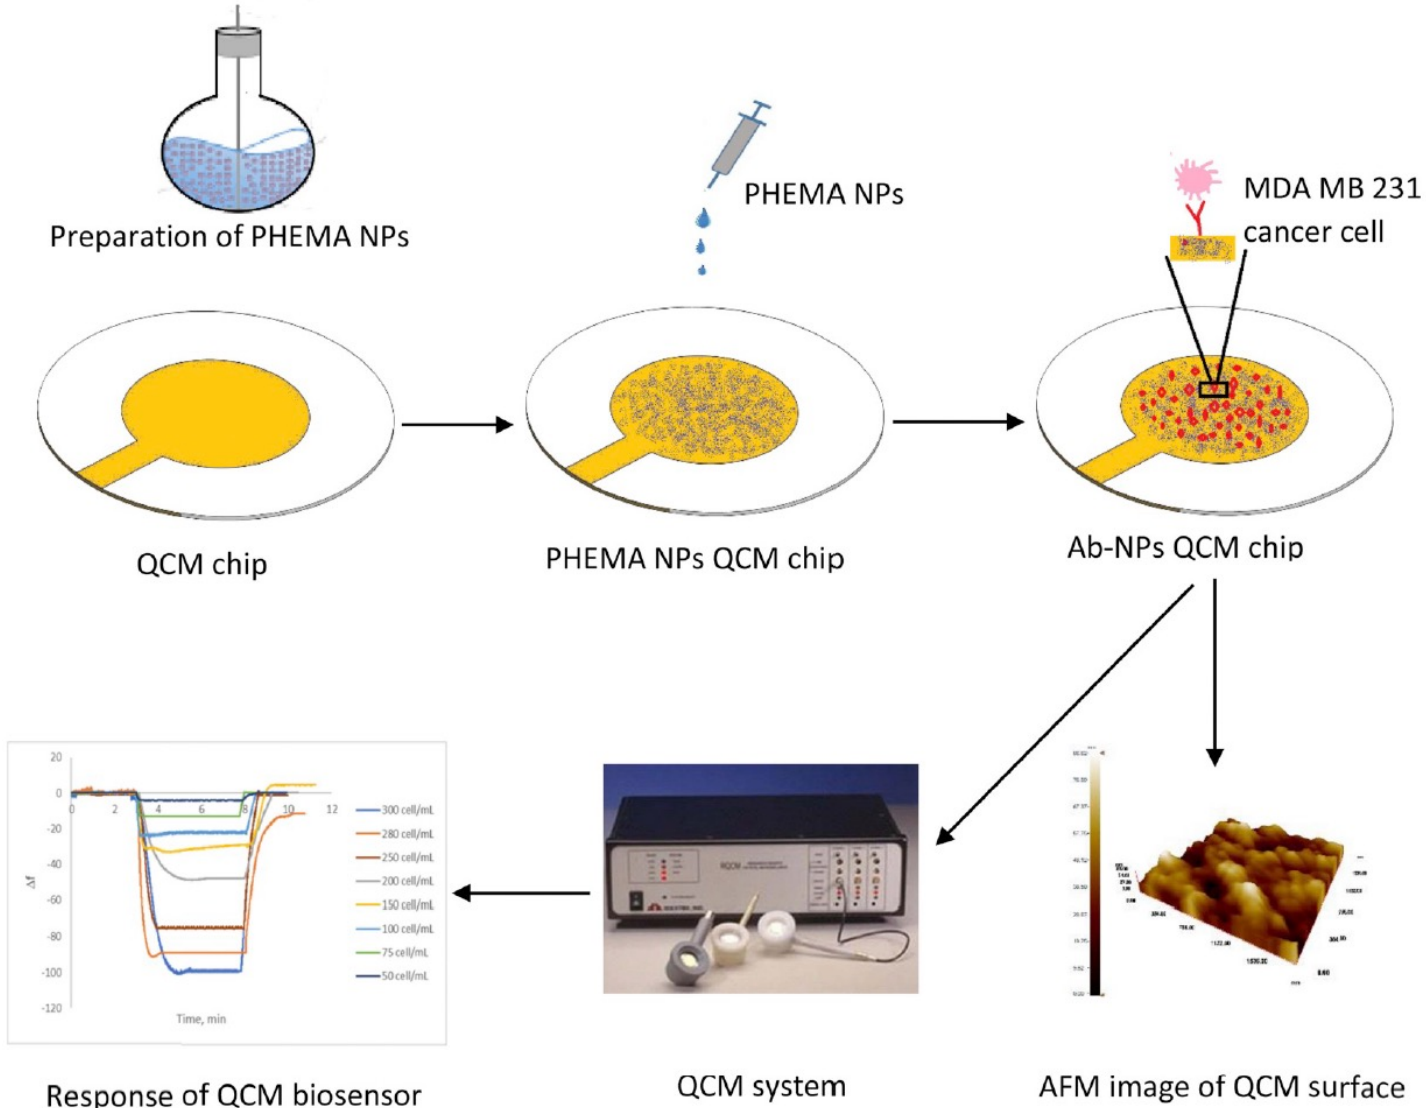 Preparation of PHEMA NPs
PHEMA NPs
MDA MB 231
cancer cell
QCM chip
PHEMA NPs QCM chip
Ab-NPs QCM chip
20
0
-20
-40
-60
-80
-100
-120
Δf
0
2
4
6
8
10
12
Time, min
300 cell/mL
280 cell/mL
250 cell/mL
200 cell/mL
150 cell/mL
100 cell/mL
75 cell/mL
50 cell/mL
RQCM
Response of QCM biosensor
QCM system
AFM image of QCM surface